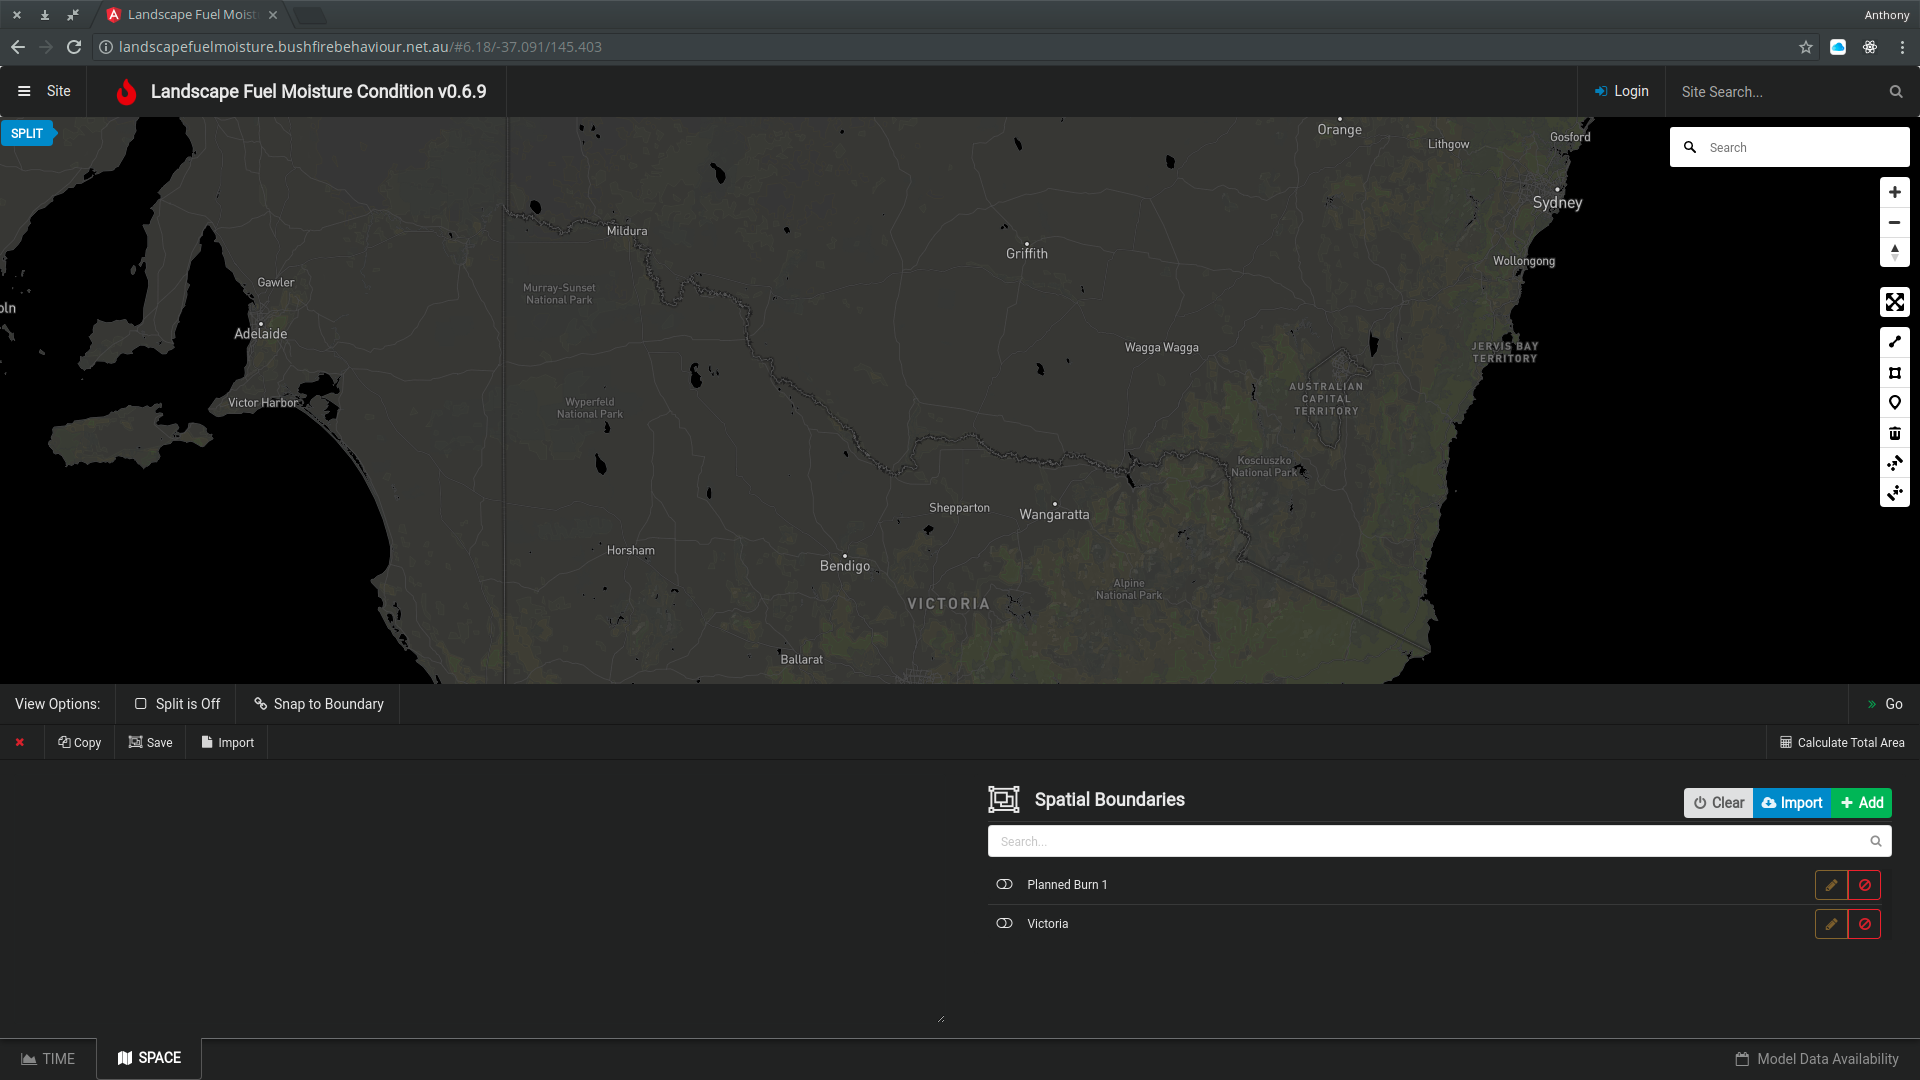 Landscape Fuel Moist
Anthony
landscapefuelmoisture.bushfirebehaviour.net.au/#6.18/-37.091/145.403
Site
Landscape Fuel Moisture Condition v0.6.9
Login
Site Search...
SPLIT
Search
Orange
Lithgow
Gosford
Sydney
Mildura
Griffith
Wollongong
Gawler
Murray-Sunset
National Park
oln
Adelaide
Wagga Wagga
JERVIS BAY
TERRITORY
AUSTRALIAN
CAPITAL
TERRITORY
Victor Harbor
Wyperfeld
National Park
Kosciuszko
National Park
Shepparton
Wangaratta
Horsham
Bendigo
Alpine
National Park
VICTORIA
Ballarat
View Options:
Split is Off
Snap to Boundary
Go
Copy
Save
Import
Calculate Total Area
Spatial Boundaries
Clear
Import
Add
Search...
Planned Burn 1
Victoria
TIME
SPACE
Model Data Availability